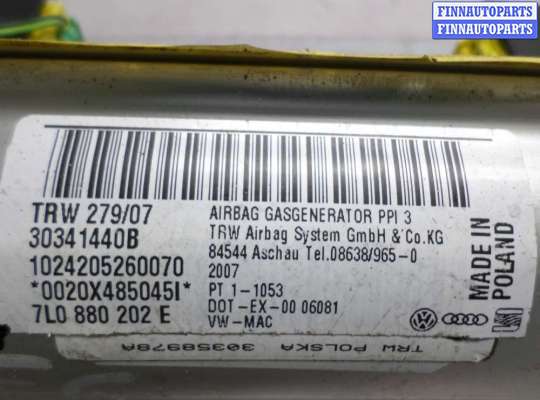 FINNAUTOPARTS
FINNAUTOPARTS
TRW 279/07
30341440B
1024205260070
*0020X485045I*
7L0 880 202 E
AIRBAG GASGENERATOR PPI 3
TRW Airbag System GmbH & Co.KG
84544 Aschau Tel.08638/965-0
2007
PT 1-1053
DOT-EX-00 06081
VW-MAC
MADE IN
POLAND
TRW POLSKA 30358978A